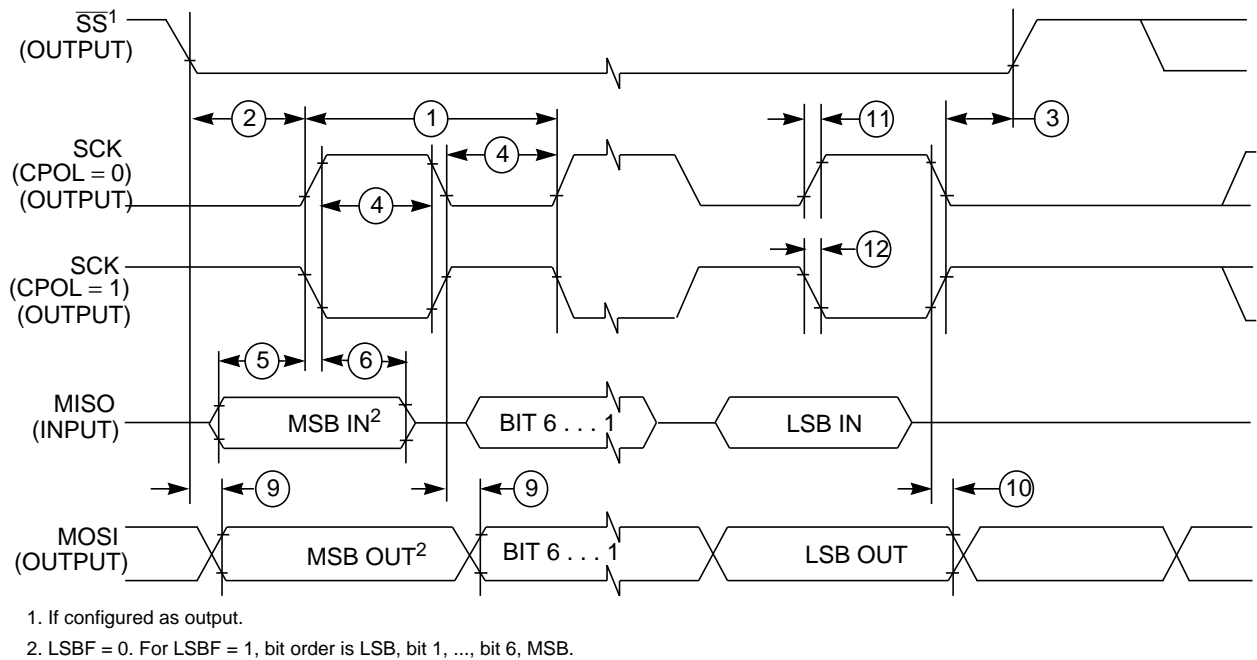 SS¹
(OUTPUT)
2
1
11
3
SCK
(CPOL = 0)
(OUTPUT)
4
4
12
SCK
(CPOL = 1)
(OUTPUT)
5
6
MISO
(INPUT)
MSB IN²
BIT 6 . . . 1
LSB IN
9
9
10
MOSI
(OUTPUT)
MSB OUT²
BIT 6 . . . 1
LSB OUT
1. If configured as output.
2. LSBF = 0. For LSBF = 1, bit order is LSB, bit 1, ..., bit 6, MSB.